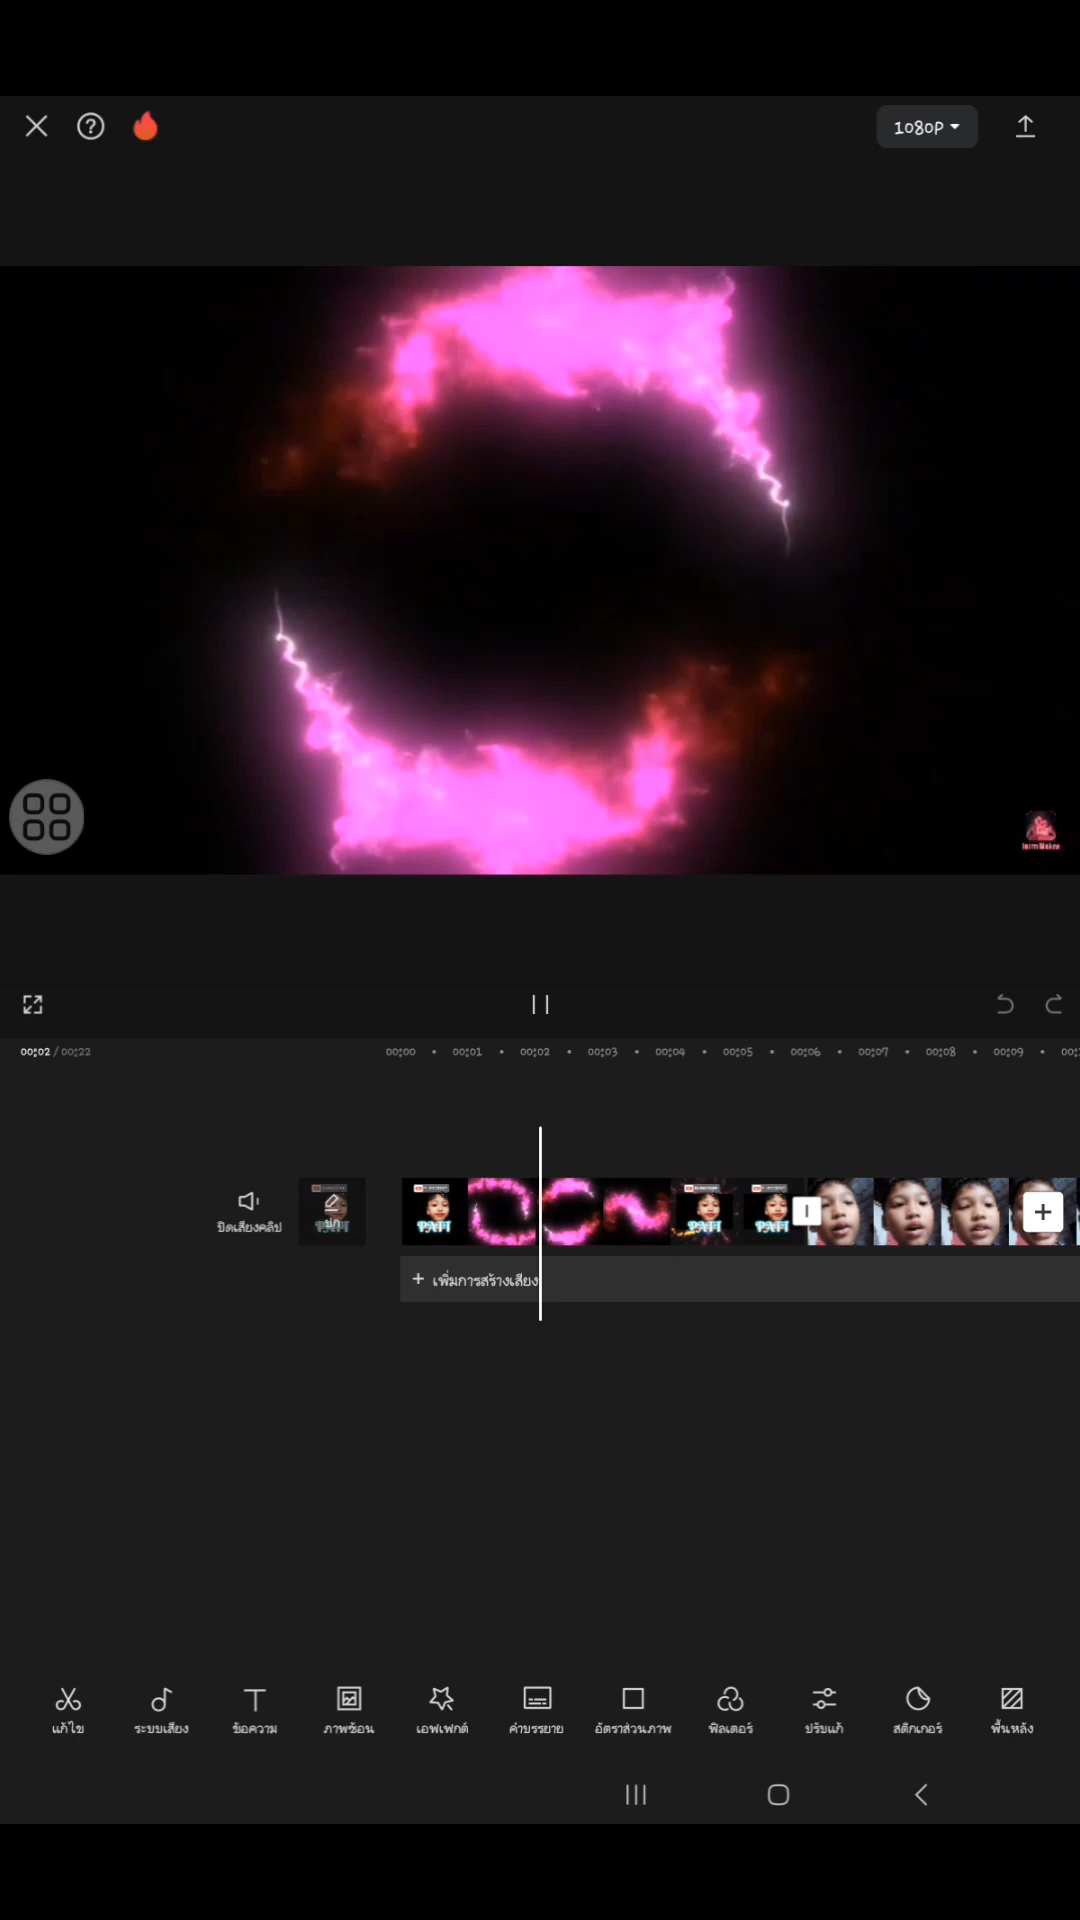 1080P
00:02 / 00:22
00:00 00:01 00:02 00:03 00:04 00:05 00:06 00:07 00:08 00:09
ปิดเสียงคลิป
ปก
PATT
PATT
PATT
+ เพิ่มการสร้างเสียง
แก้ไข ระบบเสียง ข้อความ ภาพซ้อน เอฟเฟกต์ คำบรรยาย อัตราส่วนภาพ ฟิลเตอร์ ปรับแก้ สติกเกอร์ พื้นหลัง